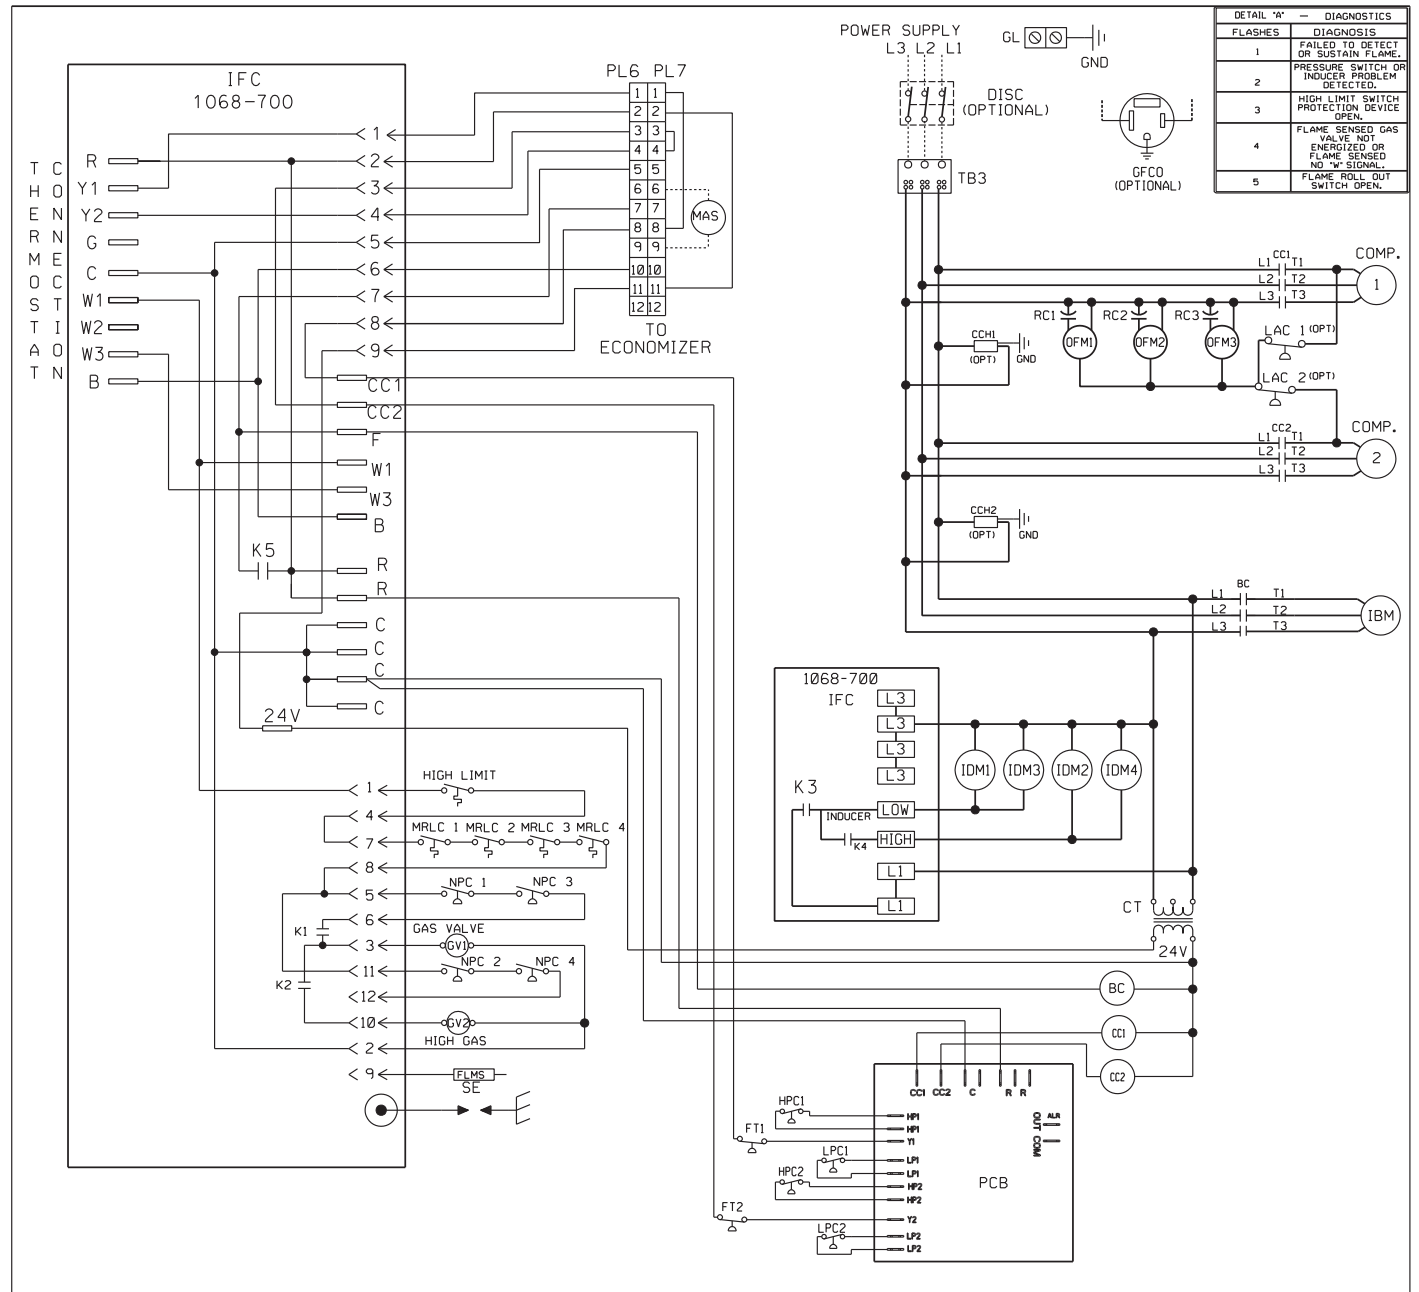 POWER SUPPLY
L3 L2 L1
GL
GND
DISC
(OPTIONAL)
GFCO
(OPTIONAL)
TB3
DETAIL "A" — DIAGNOSTICS
FLASHES DIAGNOSIS
1 FAILED TO DETECT
OR SUSTAIN FLAME.
2 PRESSURE SWITCH OR
INDUCER PROBLEM
DETECTED.
3 HIGH LIMIT SWITCH
PROTECTION DEVICE
OPEN.
4 FLAME SENSED GAS
VALVE NOT
ENERGIZED OR
FLAME SENSED
NO "W" SIGNAL.
5 FLAME ROLL OUT
SWITCH OPEN.
IFC
1068-700
THERMOSTAT
CONNECTION
R
Y1
Y2
G
C
W1
W2
W3
B
1
2
3
4
5
6
7
8
9
CC1
CC2
F
W1
W3
B
K5
R
R
C
C
C
C
24V
PL6 PL7
1 1
2 2
3 3
4 4
5 5
6 6
7 7
8 8
9 9
10 10
11 11
12 12
MAS
TO
ECONOMIZER
1
HIGH LIMIT
4
7
MRLC 1 MRLC 2 MRLC 3 MRLC 4
8
5
NPC 1 NPC 3
6
K1
GAS VALVE
3
GV1
11
NPC 2 NPC 4
K2
12
10
GV2
HIGH GAS
2
9
FLMS
SE
COMP.
L1 CC1 T1
L2 T2
L3 T3
1
RC1 RC2 RC3
OFM1 OFM2 OFM3
LAC 1 (OPT)
LAC 2 (OPT)
CCH1
(OPT)
GND
COMP.
L1 CC2 T1
L2 T2
L3 T3
2
CCH2
(OPT)
GND
BC
L1 T1
L2 T2
L3 T3
IBM
1068-700
IFC
L3
L3
L3
L3
K3
INDUCER
LOW
K4
HIGH
L1
L1
IDM1 IDM3 IDM2 IDM4
CT
24V
BC
CC1
CC2
CC1 CC2 C R R
HPC1
HP1
HP1
FT1
Y1
LPC1
LP1
LP1
HPC2
HP2
HP2
FT2
Y2
LPC2
LP2
LP2
PCB
ALR
OUT COM